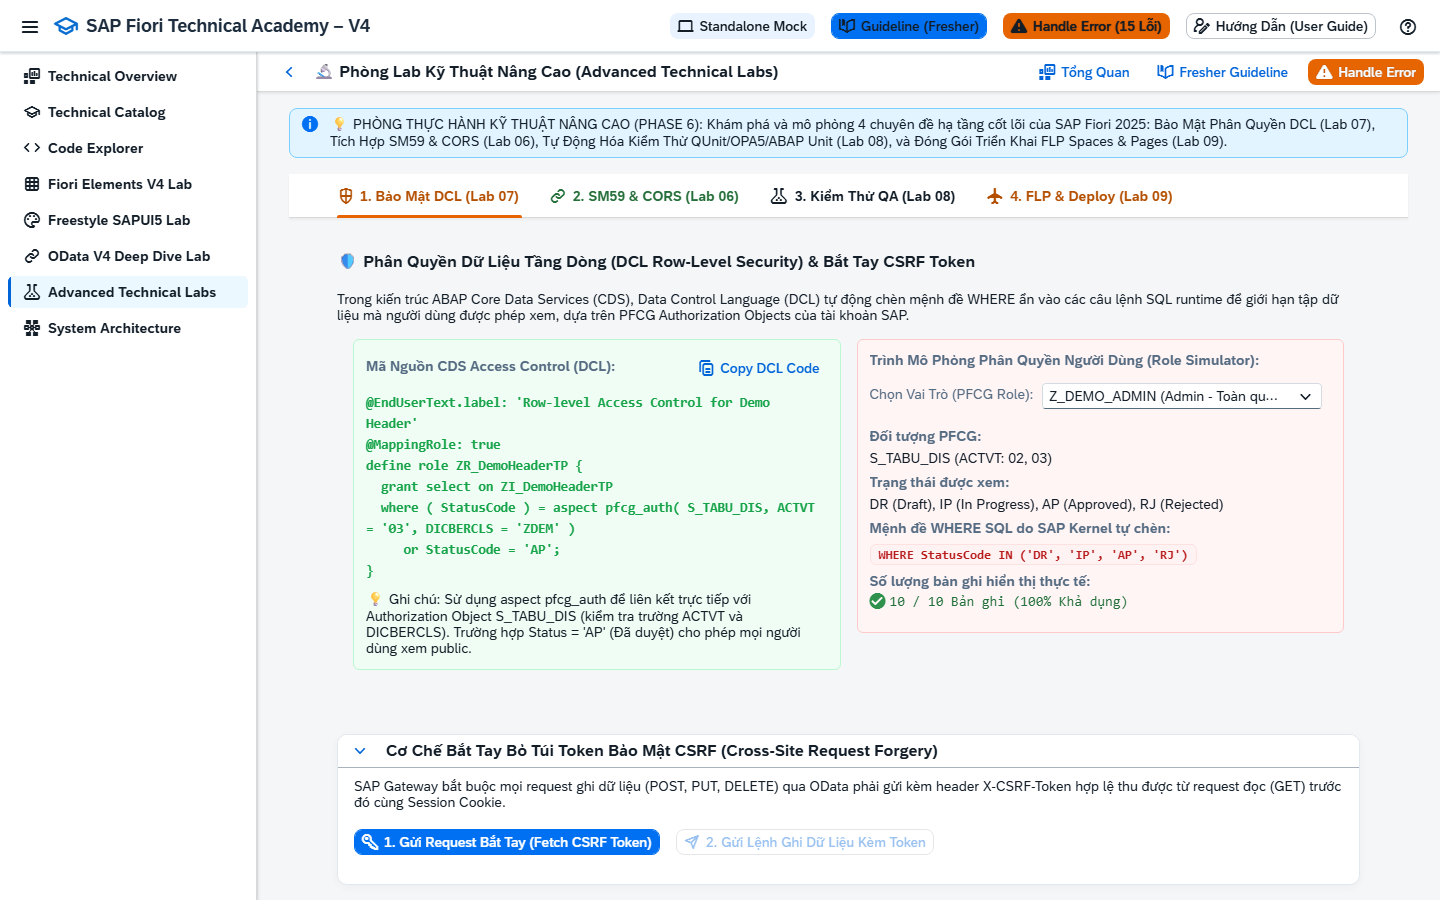 SAP Fiori Technical Academy – V4
Standalone Mock
Guideline (Fresher)
Handle Error (15 Lỗi)
Hướng Dẫn (User Guide)
Technical Overview
Technical Catalog
Code Explorer
Fiori Elements V4 Lab
Freestyle SAPUI5 Lab
OData V4 Deep Dive Lab
Advanced Technical Labs
System Architecture
Phòng Lab Kỹ Thuật Nâng Cao (Advanced Technical Labs)
Tổng Quan
Fresher Guideline
Handle Error
PHÒNG THỰC HÀNH KỸ THUẬT NÂNG CAO (PHASE 6): Khám phá và mô phỏng 4 chuyên đề hạ tầng cốt lõi của SAP Fiori 2025: Bảo Mật Phân Quyền DCL (Lab 07),
Tích Hợp SM59 & CORS (Lab 06), Tự Động Hóa Kiểm Thử QUnit/OPA5/ABAP Unit (Lab 08), và Đóng Gói Triển Khai FLP Spaces & Pages (Lab 09).
1. Bảo Mật DCL (Lab 07)
2. SM59 & CORS (Lab 06)
3. Kiểm Thử QA (Lab 08)
4. FLP & Deploy (Lab 09)
Phân Quyền Dữ Liệu Tầng Dòng (DCL Row-Level Security) & Bắt Tay CSRF Token
Trong kiến trúc ABAP Core Data Services (CDS), Data Control Language (DCL) tự động chèn mệnh đề WHERE ẩn vào các câu lệnh SQL runtime để giới hạn tập dữ
liệu mà người dùng được phép xem, dựa trên PFCG Authorization Objects của tài khoản SAP.
Mã Nguồn CDS Access Control (DCL):
Copy DCL Code
@EndUserText.label: 'Row-level Access Control for Demo
Header'
@MappingRole: true
define role ZR_DemoHeaderTP {
grant select on ZI_DemoHeaderTP
where ( StatusCode ) = aspect pfcg_auth( S_TABU_DIS, ACTVT
= '03', DICBERCLS = 'ZDEM' )
or StatusCode = 'AP';
}
Ghi chú: Sử dụng aspect pfcg_auth để liên kết trực tiếp với
Authorization Object S_TABU_DIS (kiểm tra trường ACTVT và
DICBERCLS). Trường hợp Status = 'AP' (Đã duyệt) cho phép mọi người
dùng xem public.
Trình Mô Phỏng Phân Quyền Người Dùng (Role Simulator):
Chọn Vai Trò (PFCG Role):
Z_DEMO_ADMIN (Admin - Toàn qu...
Đối tượng PFCG:
S_TABU_DIS (ACTVT: 02, 03)
Trạng thái được xem:
DR (Draft), IP (In Progress), AP (Approved), RJ (Rejected)
Mệnh đề WHERE SQL do SAP Kernel tự chèn:
WHERE StatusCode IN ('DR', 'IP', 'AP', 'RJ')
Số lượng bản ghi hiển thị thực tế:
10 / 10 Bản ghi (100% Khả dụng)
Cơ Chế Bắt Tay Bỏ Túi Token Bảo Mật CSRF (Cross-Site Request Forgery)
SAP Gateway bắt buộc mọi request ghi dữ liệu (POST, PUT, DELETE) qua OData phải gửi kèm header X-CSRF-Token hợp lệ thu được từ request đọc (GET) trước
đó cùng Session Cookie.
1. Gửi Request Bắt Tay (Fetch CSRF Token)
2. Gửi Lệnh Ghi Dữ Liệu Kèm Token